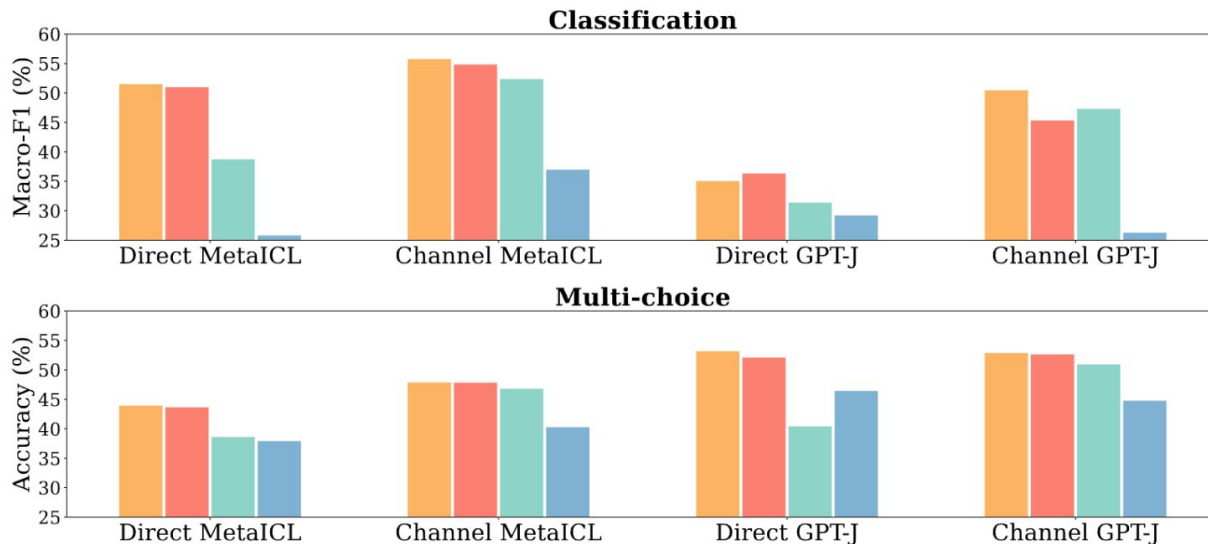 Classification
Macro-F1 (%)
60
55
50
45
40
35
30
25
Direct MetaICL Channel MetaICL Direct GPT-J Channel GPT-J
Multi-choice
Accuracy (%)
60
55
50
45
40
35
30
25
Direct MetaICL Channel MetaICL Direct GPT-J Channel GPT-J